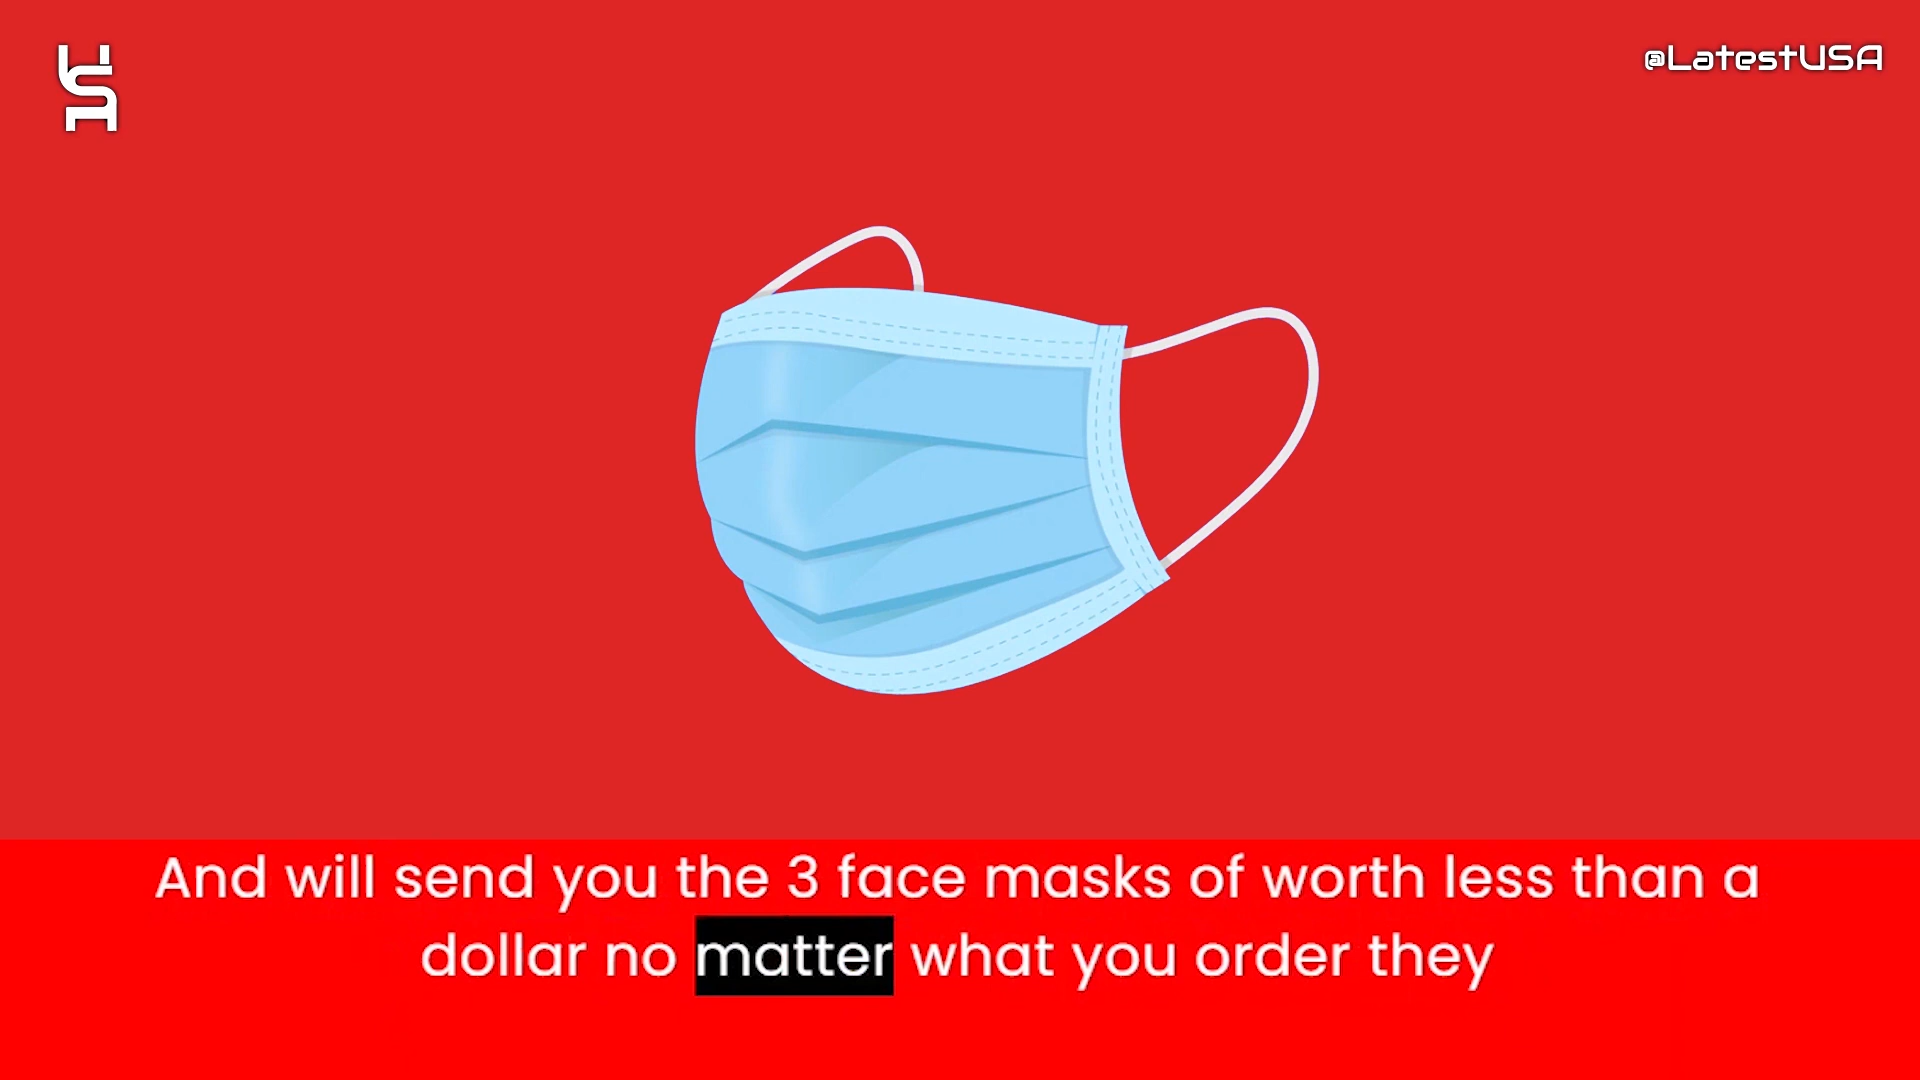 USA
@LatestUSA
And will send you the 3 face masks of worth less than a
dollar no matter what you order they